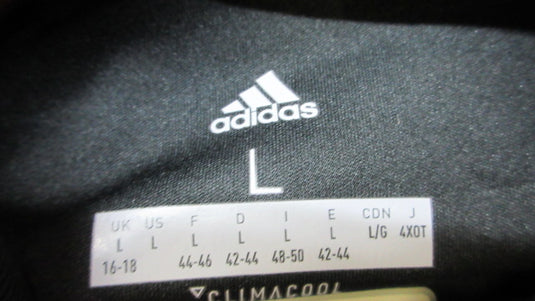 adidas
L
UK US F D I E CDN J
L L L L L L L/G 4XOT
16-18 44-46 42-44 48-50 42-44
CLIMACOOL